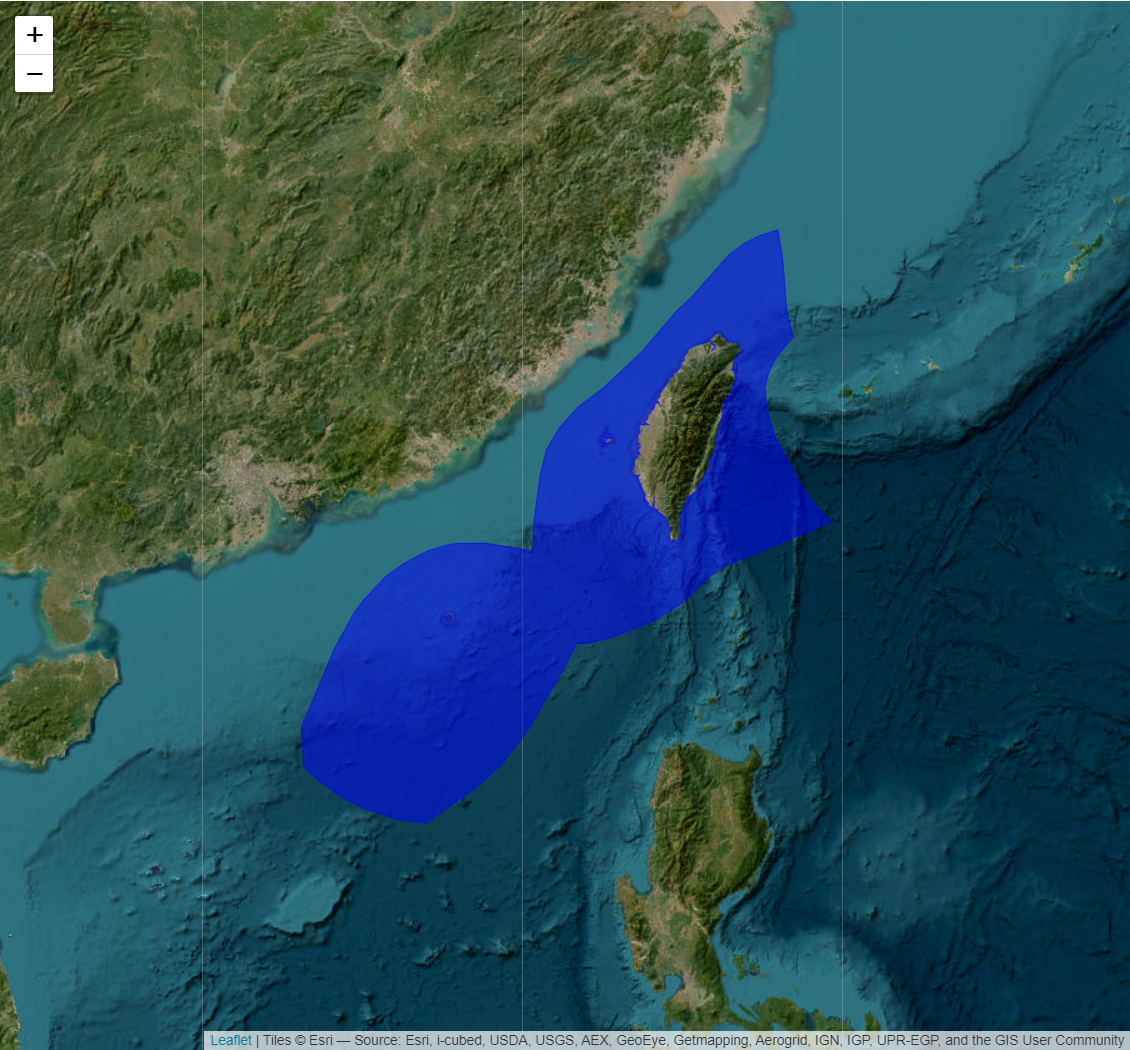 +
−
Leaflet | Tiles © Esri — Source: Esri, i-cubed, USDA, USGS, AEX, GeoEye, Getmapping, Aerogrid, IGN, IGP, UPR-EGP, and the GIS User Community